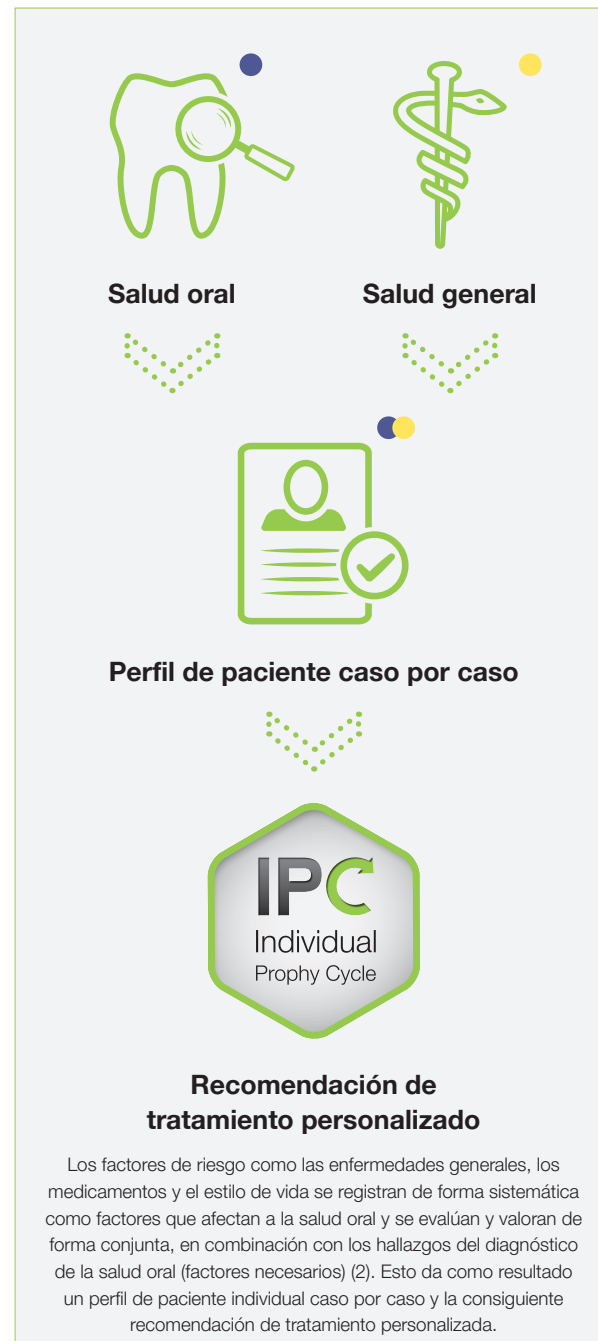 Salud oral
Salud general
Perfil de paciente caso por caso
IPC
Individual
Prophy Cycle
Recomendación de
tratamiento personalizado
Los factores de riesgo como las enfermedades generales, los
medicamentos y el estilo de vida se registran de forma sistemática
como factores que afectan a la salud oral y se evalúan y valoran de
forma conjunta, en combinación con los hallazgos del diagnóstico
de la salud oral (factores necesarios) (2). Esto da como resultado
un perfil de paciente individual caso por caso y la consiguiente
recomendación de tratamiento personalizada.